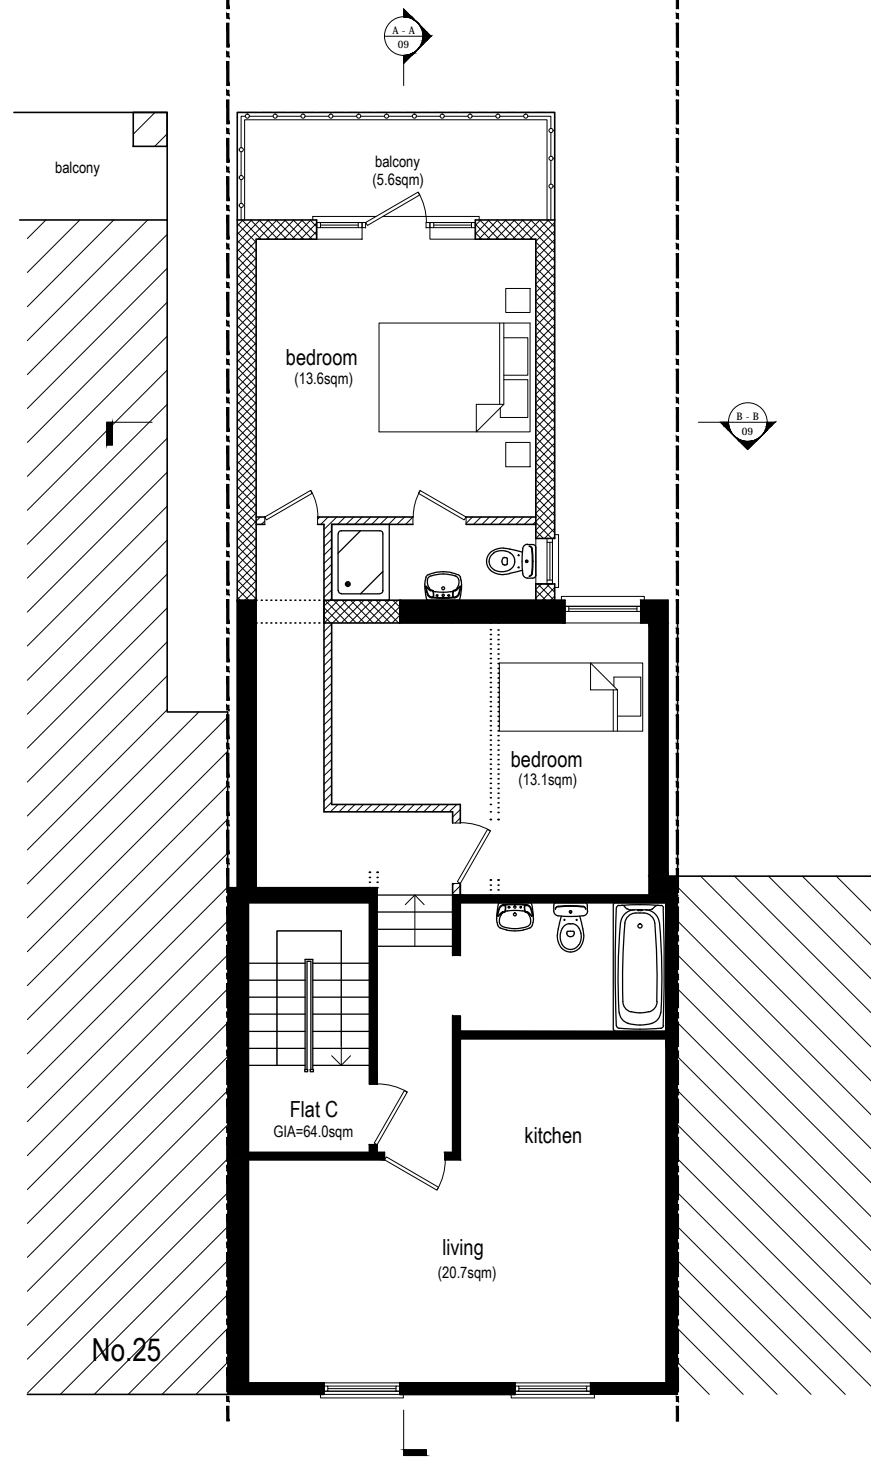 A - A
09
balcony
balcony
(5.6sqm)
bedroom
(13.6sqm)
B - B
09
bedroom
(13.1sqm)
Flat C
GIA=64.0sqm
kitchen
living
(20.7sqm)
No.25